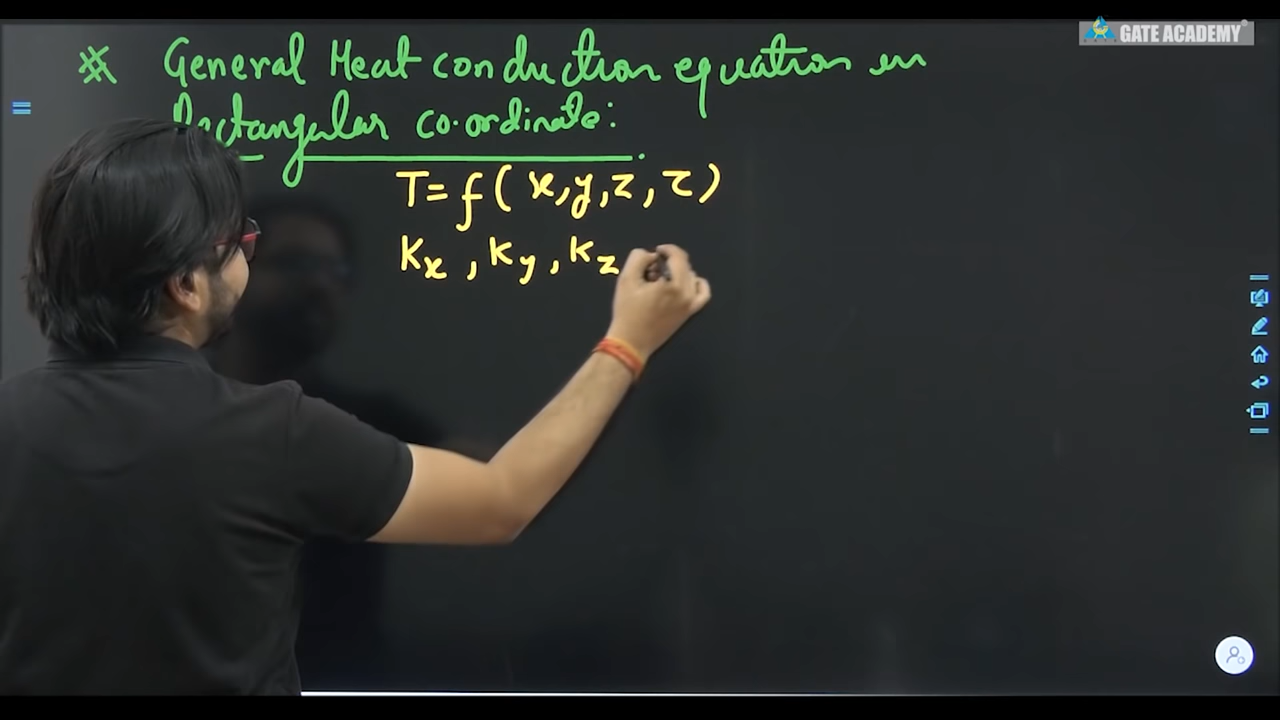 GATE ACADEMY
※ General Heat conduction equation in
Rectangular co-ordinate:
T = f ( x, y, z, τ )
Kx , Ky , Kz